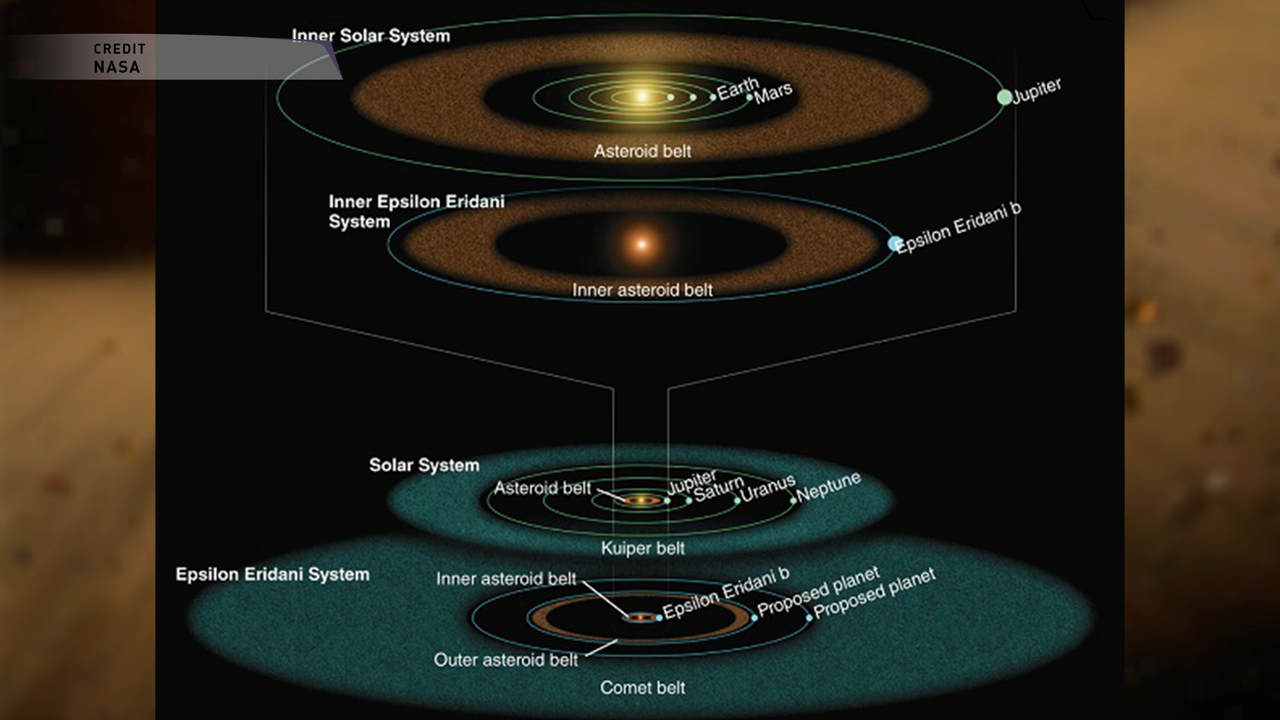 CREDIT
NASA
Inner Solar System
Earth
Mars
Jupiter
Asteroid belt
Inner Epsilon Eridani
System
Epsilon Eridani b
Inner asteroid belt
Solar System
Asteroid belt
Jupiter
Saturn
Uranus
Neptune
Kuiper belt
Epsilon Eridani System
Inner asteroid belt
Epsilon Eridani b
Proposed planet
Proposed planet
Outer asteroid belt
Comet belt